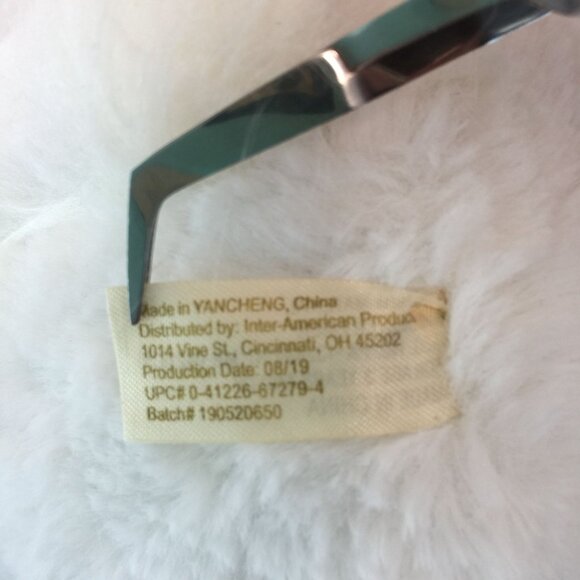 Made in YANCHENG, China
Distributed by: Inter-American Produc
1014 Vine St., Cincinnati, OH 45202
Production Date: 08/19
UPC# 0-41226-67279-4
Batch# 190520650